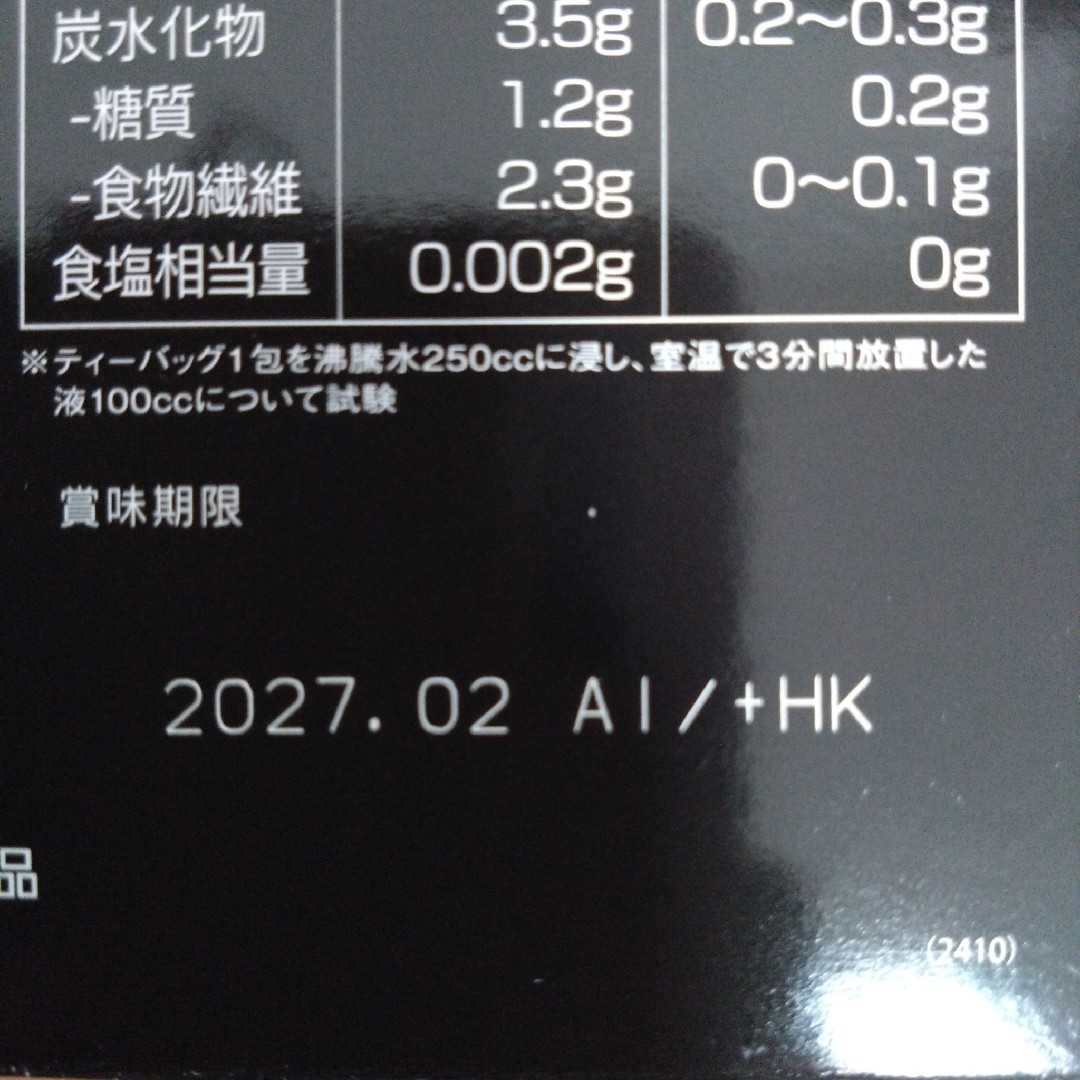 炭水化物 3.5g 0.2〜0.3g
-糖質 1.2g 0.2g
-食物繊維 2.3g 0〜0.1g
食塩相当量 0.002g 0g
※ティーバッグ1包を沸騰水250ccに浸し、室温で3分間放置した
液100ccについて試験
賞味期限
2027.02 AI/+HK
品
(2410)